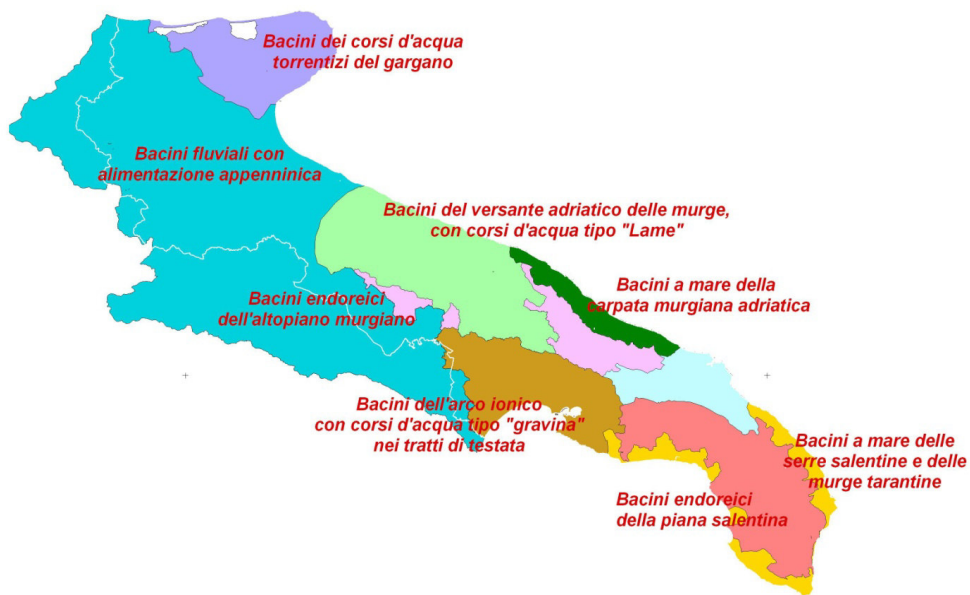 Bacini dei corsi d'acqua
torrentizi del gargano
Bacini fluviali con
alimentazione appenninica
Bacini del versante adriatico delle murge,
con corsi d'acqua tipo "Lame"
Bacini a mare della
carpata murgiana adriatica
Bacini endoreici
dell'altopiano murgiano
Bacini dell'arco ionico
con corsi d'acqua tipo "gravina"
nei tratti di testata
Bacini a mare delle
serre salentine e delle
murge tarantine
Bacini endoreici
della piana salentina